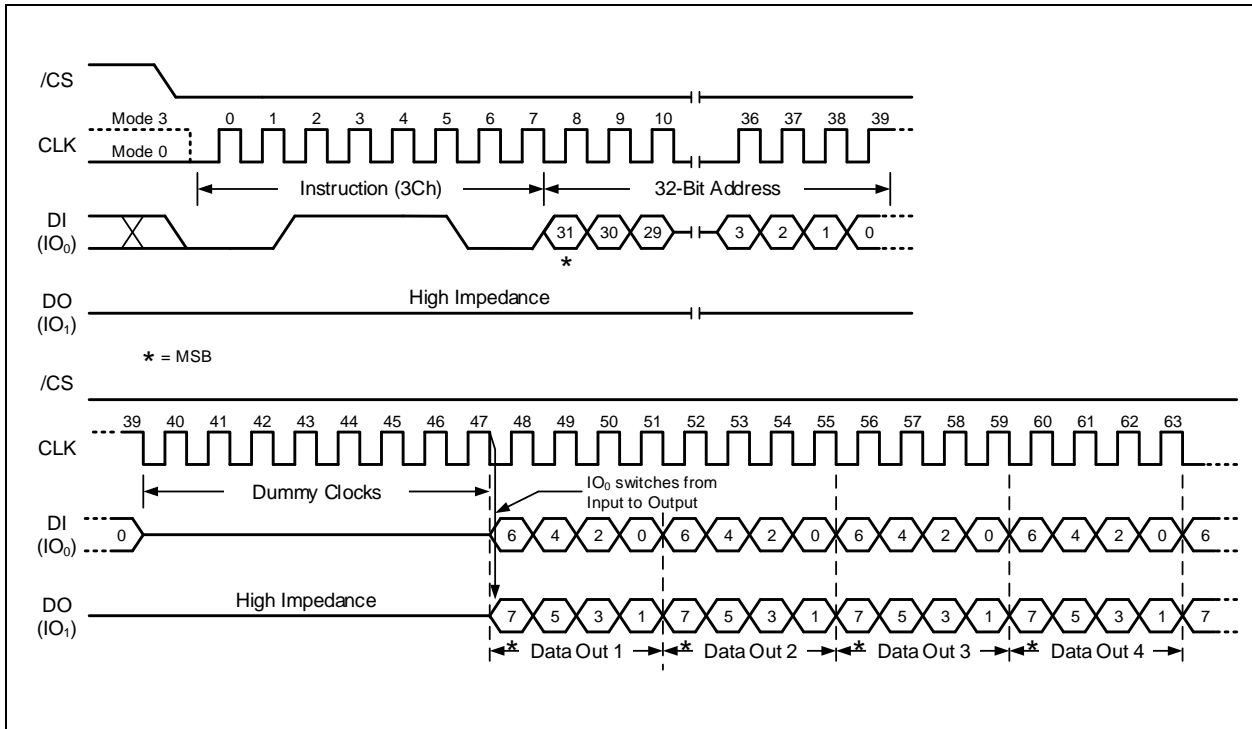 /CS
Mode 3 0 1 2 3 4 5 6 7 8 9 10 36 37 38 39
CLK
Mode 0
Instruction (3Ch) 32-Bit Address
DI
(IO₀)
31 30 29 3 2 1 0
*
High Impedance
DO
(IO₁)
* = MSB
/CS
39 40 41 42 43 44 45 46 47 48 49 50 51 52 53 54 55 56 57 58 59 60 61 62 63
CLK
Dummy Clocks
IO₀ switches from
Input to Output
DI
(IO₀)
0 6 4 2 0 6 4 2 0 6 4 2 0 6 4 2 0 6
High Impedance
DO
(IO₁)
7 5 3 1 7 5 3 1 7 5 3 1 7 5 3 1 7
* Data Out 1 * Data Out 2 * Data Out 3 * Data Out 4